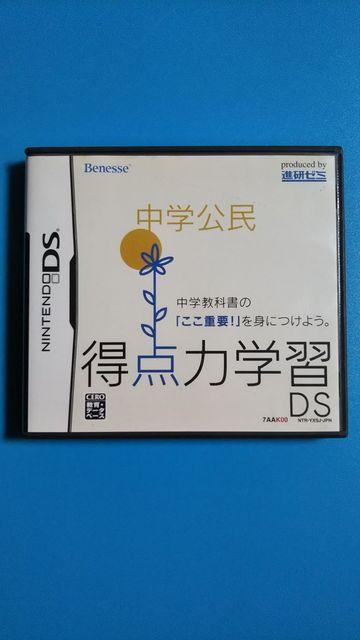 Benesse
produced by
進研ゼミ
中学公民
中学教科書の
「ここ重要!」を身につけよう。
得点力学習
DS
NINTENDO DS
CERO
教育・
データ
ベース
7AAK00
NTR-YXSJ-JPN